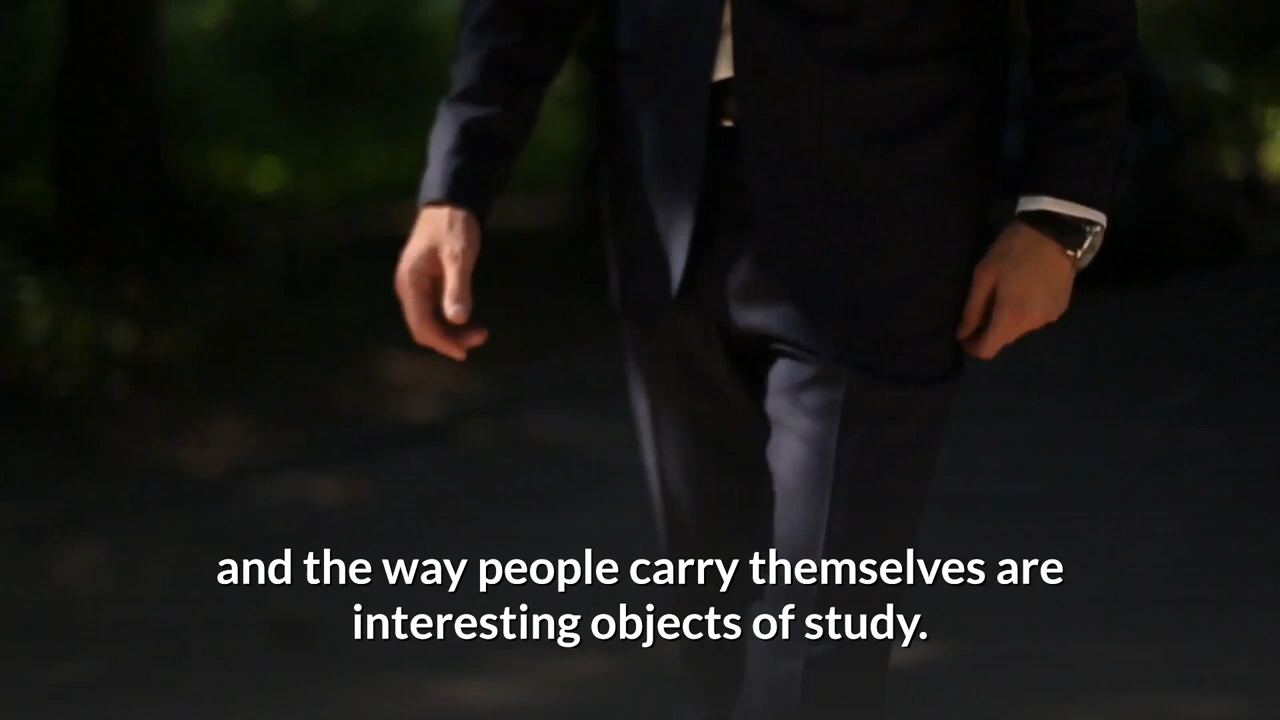 and the way people carry themselves are
interesting objects of study.